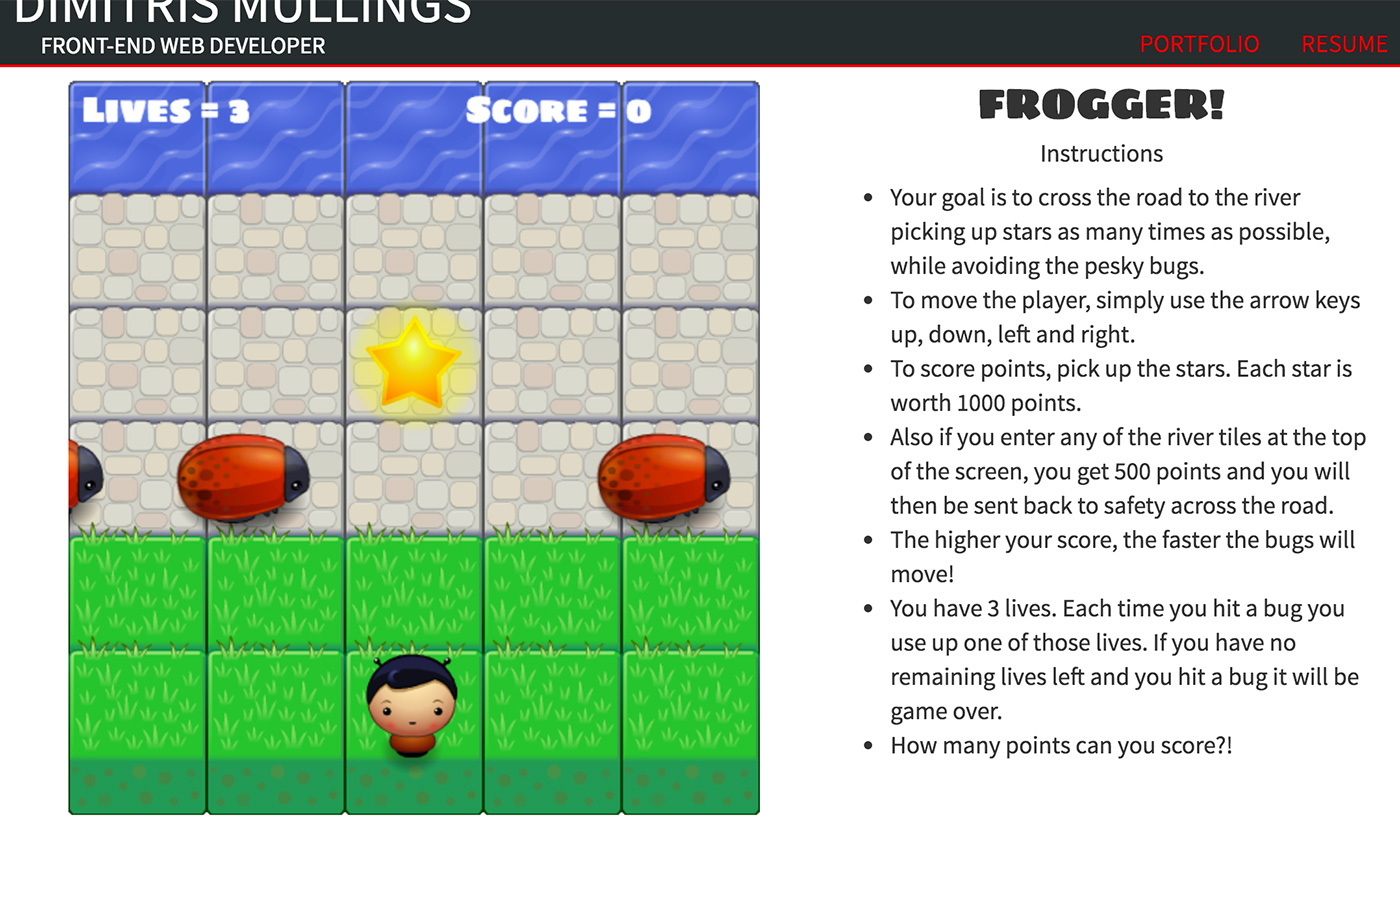 DIMITRIS MULLINGS
FRONT-END WEB DEVELOPER
PORTFOLIO RESUME
LIVES = 3 SCORE = 0
FROGGER!
Instructions
• Your goal is to cross the road to the river
picking up stars as many times as possible,
while avoiding the pesky bugs.
• To move the player, simply use the arrow keys
up, down, left and right.
• To score points, pick up the stars. Each star is
worth 1000 points.
• Also if you enter any of the river tiles at the top
of the screen, you get 500 points and you will
then be sent back to safety across the road.
• The higher your score, the faster the bugs will
move!
• You have 3 lives. Each time you hit a bug you
use up one of those lives. If you have no
remaining lives left and you hit a bug it will be
game over.
• How many points can you score?!